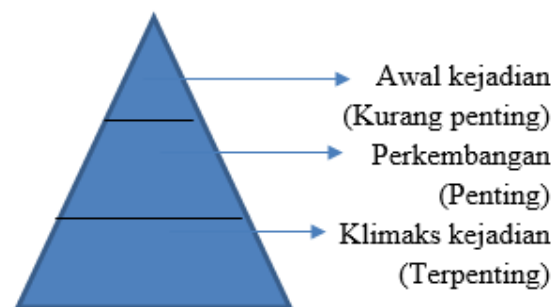 Awal kejadian
(Kurang penting)
Perkembangan
(Penting)
Klimaks kejadian
(Terpenting)